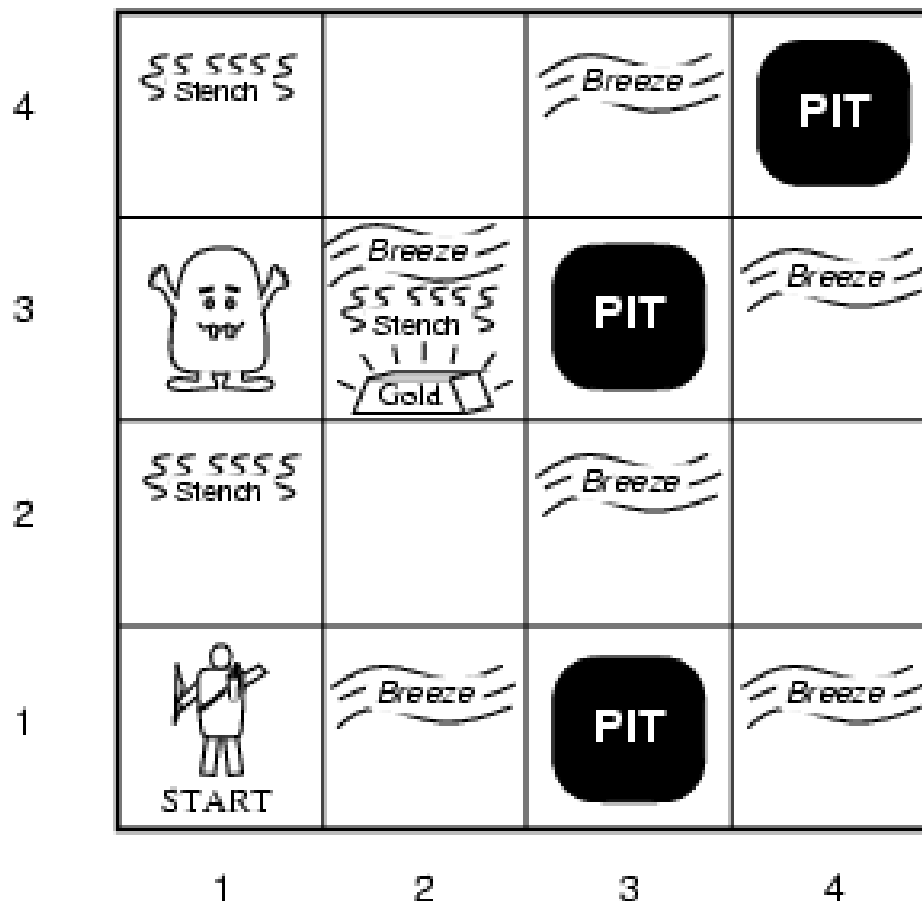 4
Stench
Breeze
PIT
3
Breeze
Stench
Gold
PIT
Breeze
2
Stench
Breeze
1
START
Breeze
PIT
Breeze
1 2 3 4